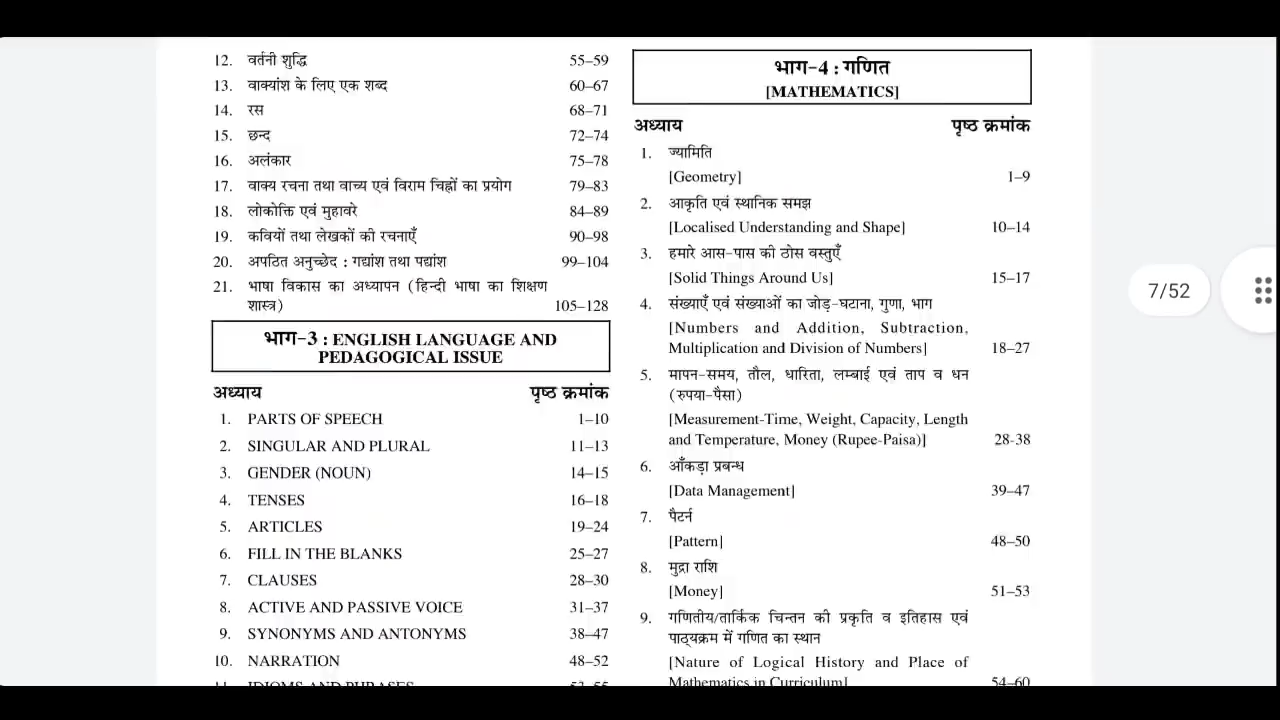 12. वर्तनी शुद्धि 55–59
13. वाक्यांश के लिए एक शब्द 60–67
14. रस 68–71
15. छन्द 72–74
16. अलंकार 75–78
17. वाक्य रचना तथा वाच्य एवं विराम चिह्नों का प्रयोग 79–83
18. लोकोक्ति एवं मुहावरे 84–89
19. कवियों तथा लेखकों की रचनाएँ 90–98
20. अपठित अनुच्छेद : गद्यांश तथा पद्यांश 99–104
21. भाषा विकास का अध्यापन (हिन्दी भाषा का शिक्षण
शास्त्र) 105–128
भाग-3 : ENGLISH LANGUAGE AND
PEDAGOGICAL ISSUE
अध्याय पृष्ठ क्रमांक
1. PARTS OF SPEECH 1–10
2. SINGULAR AND PLURAL 11–13
3. GENDER (NOUN) 14–15
4. TENSES 16–18
5. ARTICLES 19–24
6. FILL IN THE BLANKS 25–27
7. CLAUSES 28–30
8. ACTIVE AND PASSIVE VOICE 31–37
9. SYNONYMS AND ANTONYMS 38–47
10. NARRATION 48–52
11. IDIOMS AND PHRASES 53–55
भाग-4 : गणित
[MATHEMATICS]
अध्याय पृष्ठ क्रमांक
1. ज्यामिति
[Geometry] 1–9
2. आकृति एवं स्थानिक समझ
[Localised Understanding and Shape] 10–14
3. हमारे आस-पास की ठोस वस्तुएँ
[Solid Things Around Us] 15–17
4. संख्याएँ एवं संख्याओं का जोड़-घटाना, गुणा, भाग
[Numbers and Addition, Subtraction,
Multiplication and Division of Numbers] 18–27
5. मापन-समय, तौल, धारिता, लम्बाई एवं ताप व धन
(रुपया-पैसा)
[Measurement-Time, Weight, Capacity, Length
and Temperature, Money (Rupee-Paisa)] 28-38
6. आँकड़ा प्रबन्ध
[Data Management] 39–47
7. पैटर्न
[Pattern] 48–50
8. मुद्रा राशि
[Money] 51–53
9. गणितीय/तार्किक चिन्तन की प्रकृति व इतिहास एवं
पाठ्यक्रम में गणित का स्थान
[Nature of Logical History and Place of
Mathematics in Curriculum] 54–60
7/52